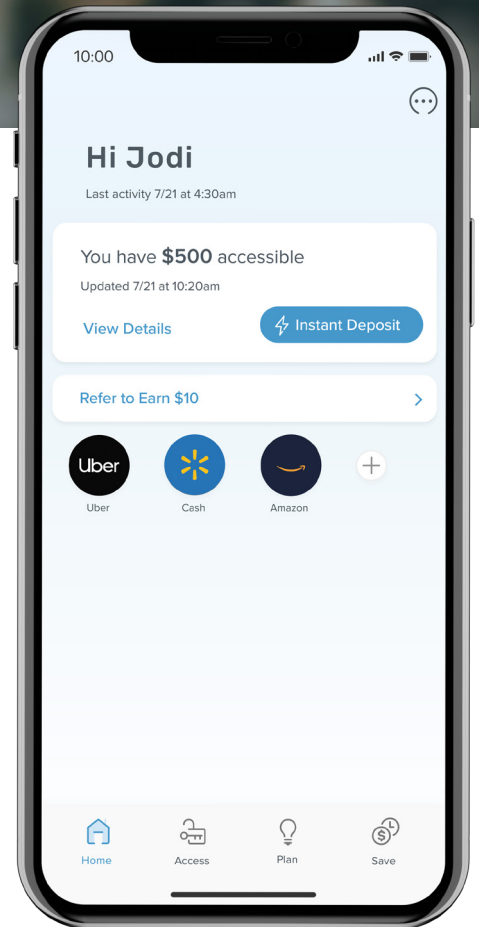 10:00
Hi Jodi
Last activity 7/21 at 4:30am
You have $500 accessible
Updated 7/21 at 10:20am
View Details
Instant Deposit
Refer to Earn $10
Uber
Uber
Cash
Amazon
Home
Access
Plan
Save